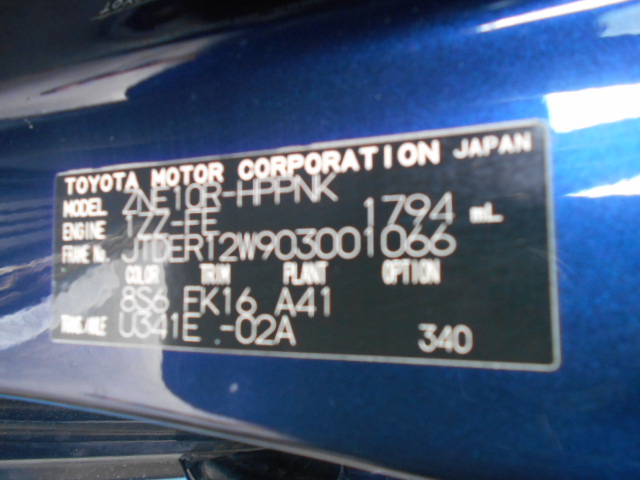 TOYOTA MOTOR CORPORATION JAPAN
MODEL ZNE10R-HPPNK
ENGINE 1ZZ-FE 1794 mL
FRAME No. JTDER12W903001066
COLOR TRIM PLANT OPTION
8S6 FK16 A41
TRANS./AXLE U341E -02A 340